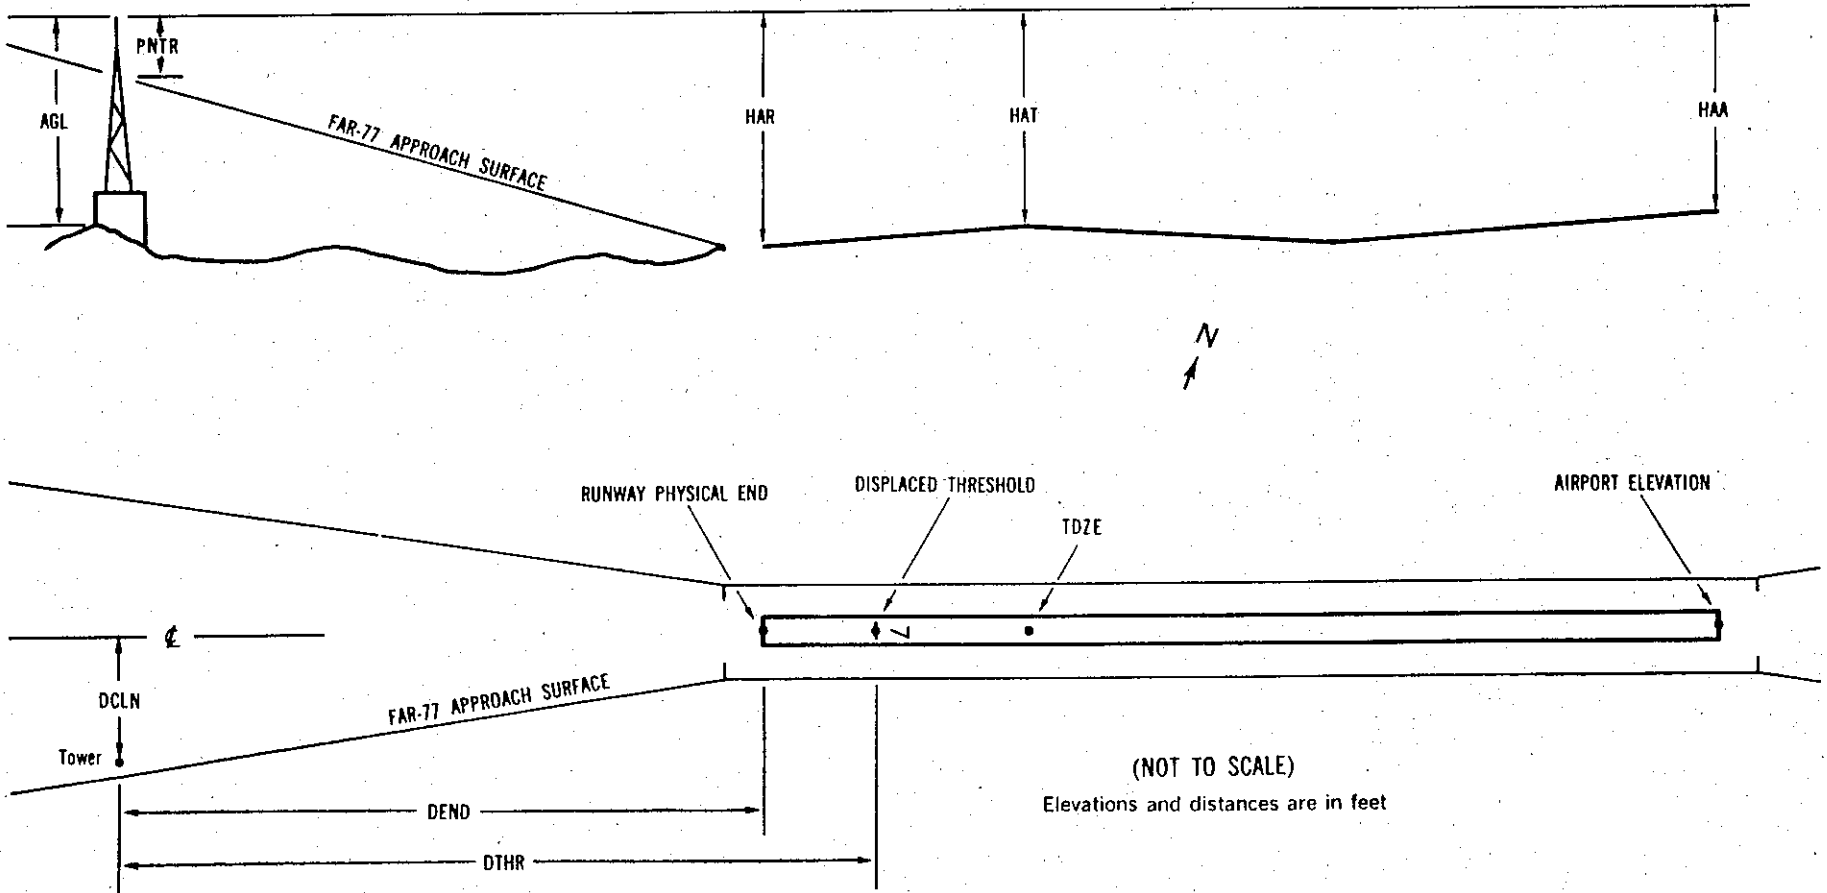 PNTR
AGL
FAR-77 APPROACH SURFACE
HAR
HAT
HAA
N
RUNWAY PHYSICAL END
DISPLACED THRESHOLD
AIRPORT ELEVATION
TDZE
7
℄
DCLN
FAR-77 APPROACH SURFACE
Tower
(NOT TO SCALE)
Elevations and distances are in feet
DEND
DTHR